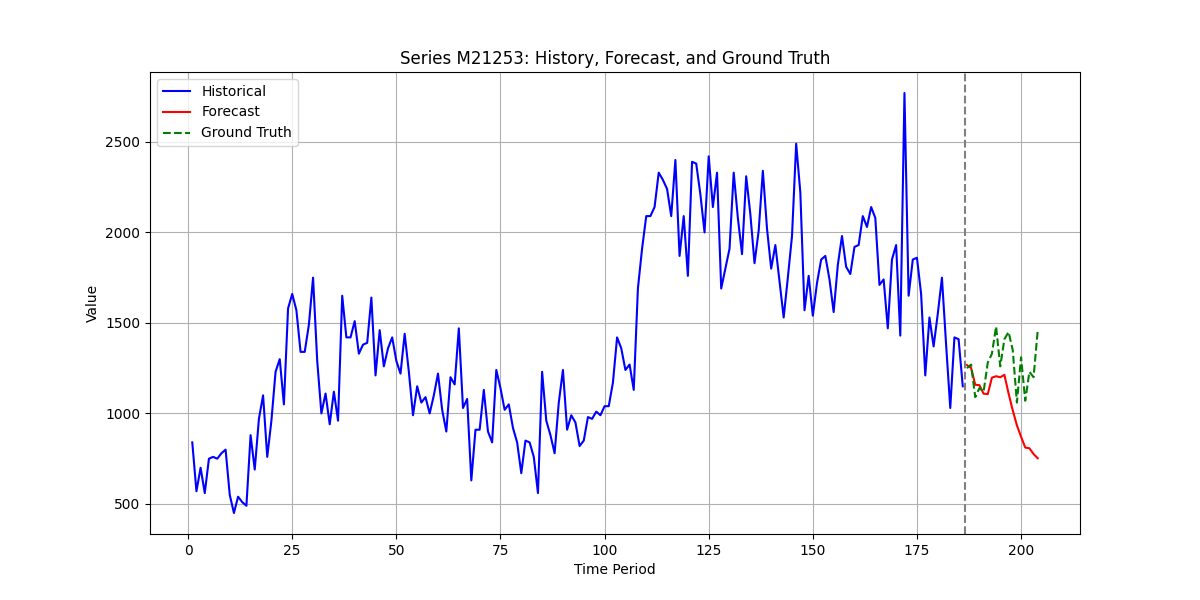 Series M21253: History, Forecast, and Ground Truth
Historical
Forecast
Ground Truth
Value
2500
2000
1500
1000
500
0 25 50 75 100 125 150 175 200
Time Period